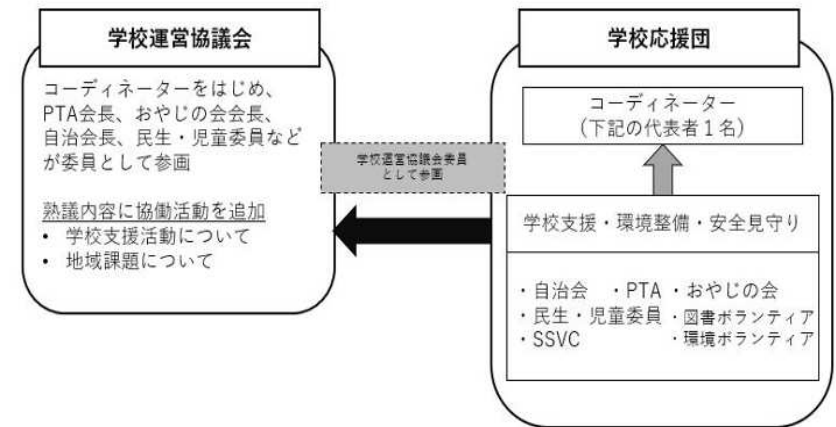 学校運営協議会
コーディネーターをはじめ、
PTA会長、おやじの会会長、
自治会長、民生・児童委員など
が委員として参画
熟議内容に協働活動を追加
• 学校支援活動について
• 地域課題について
学校運営協議会委員
として参画
学校応援団
コーディネーター
(下記の代表者１名)
学校支援・環境整備・安全見守り
・自治会 ・PTA ・おやじの会
・民生・児童委員 ・図書ボランティア
・SSVC ・環境ボランティア